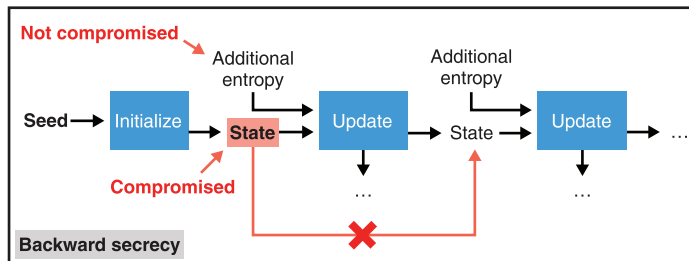 Not compromised
Additional
entropy
Additional
entropy
Seed
Initialize
State
Update
State
Update
...
Compromised
...
...
Backward secrecy